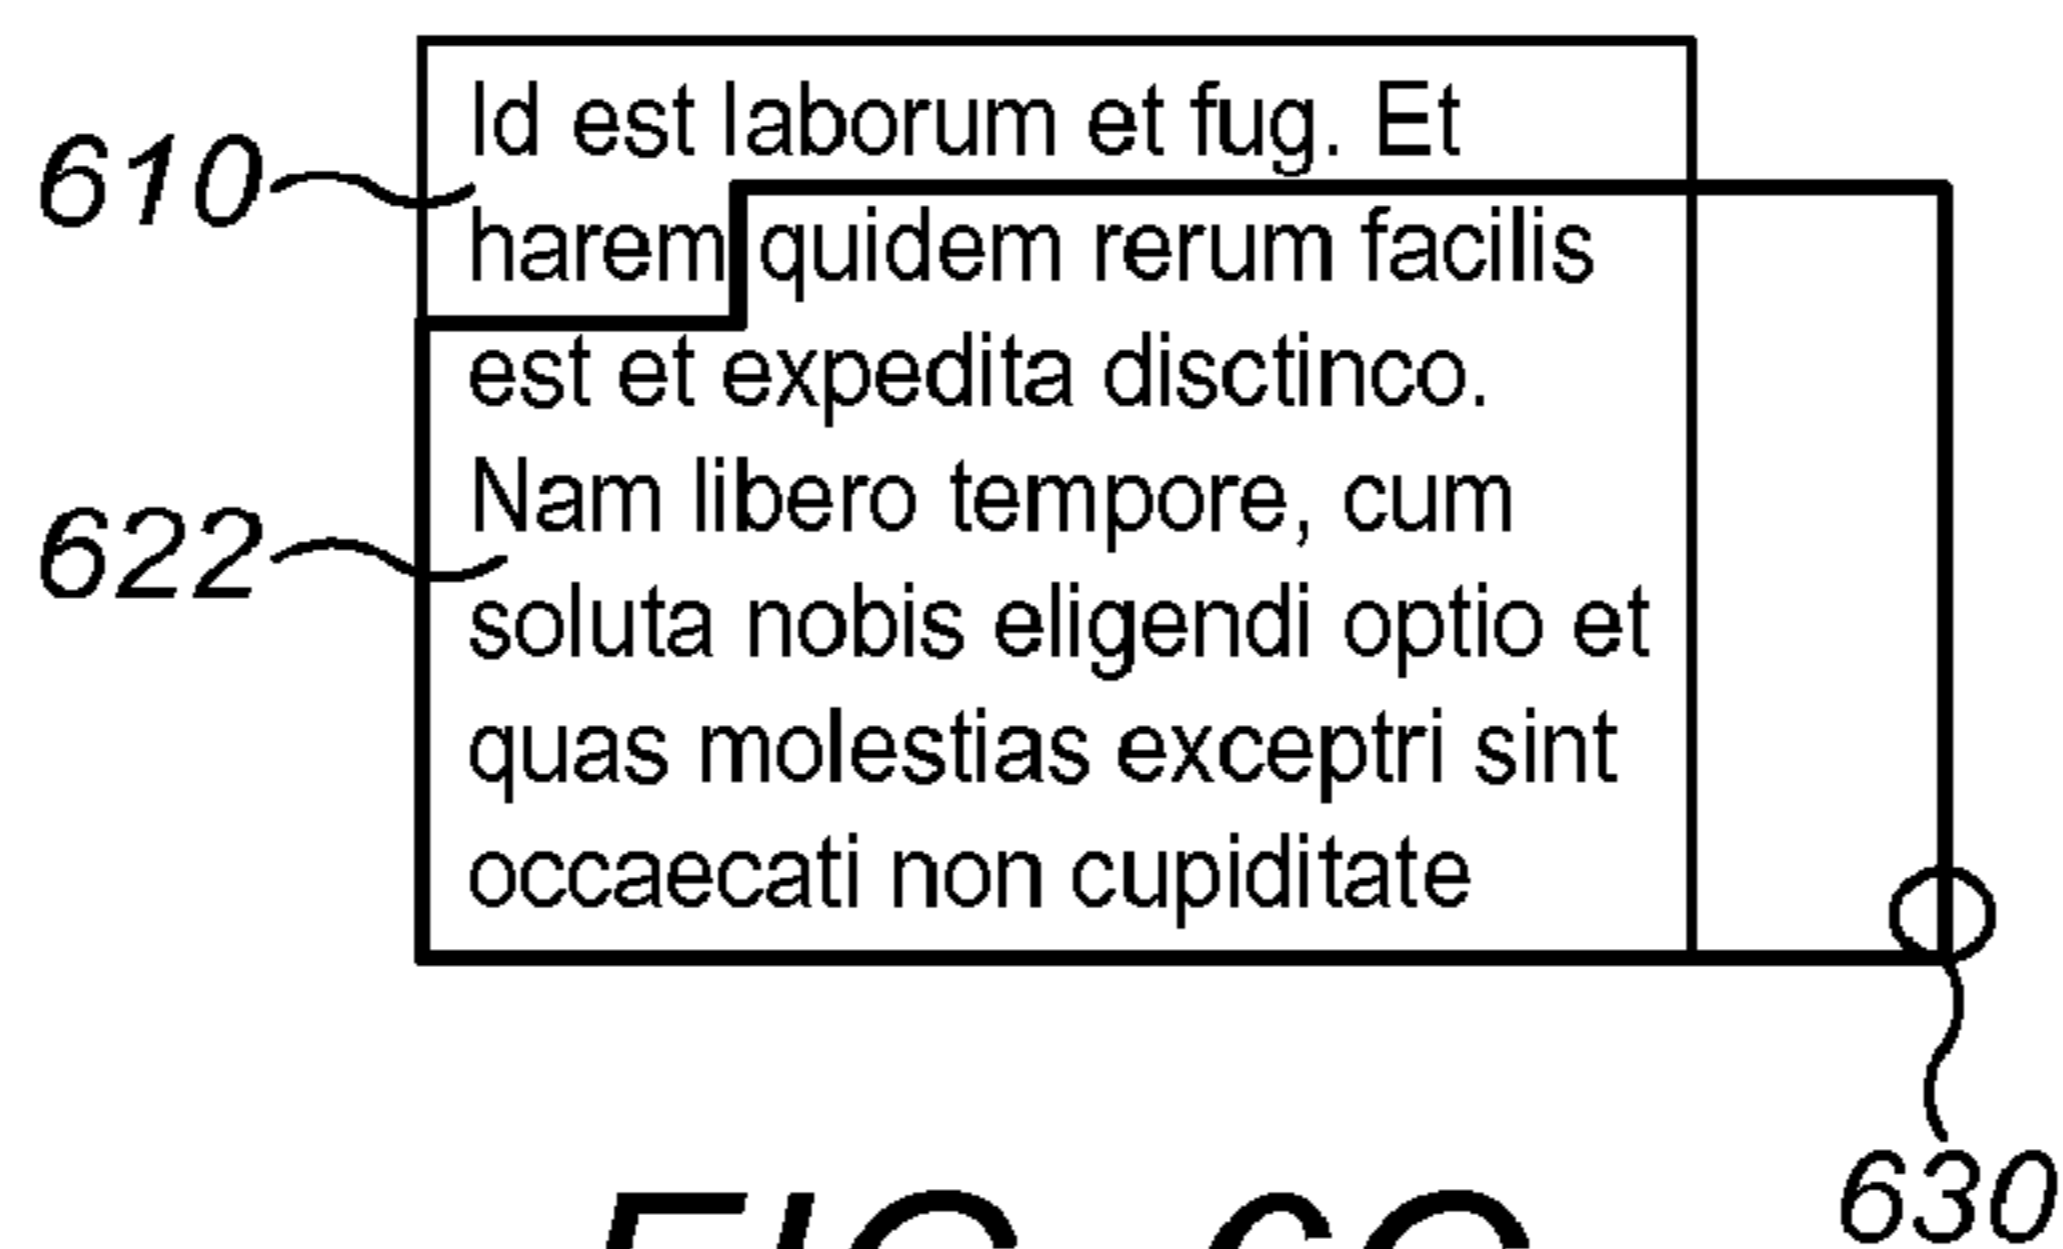 Id est laborum et fug. Et
610
harem quidem rerum facilis
est et expedita disctinco.
Nam libero tempore, cum
622
soluta nobis eligendi optio et
quas molestias exceptri sint
occaecati non cupiditate
630